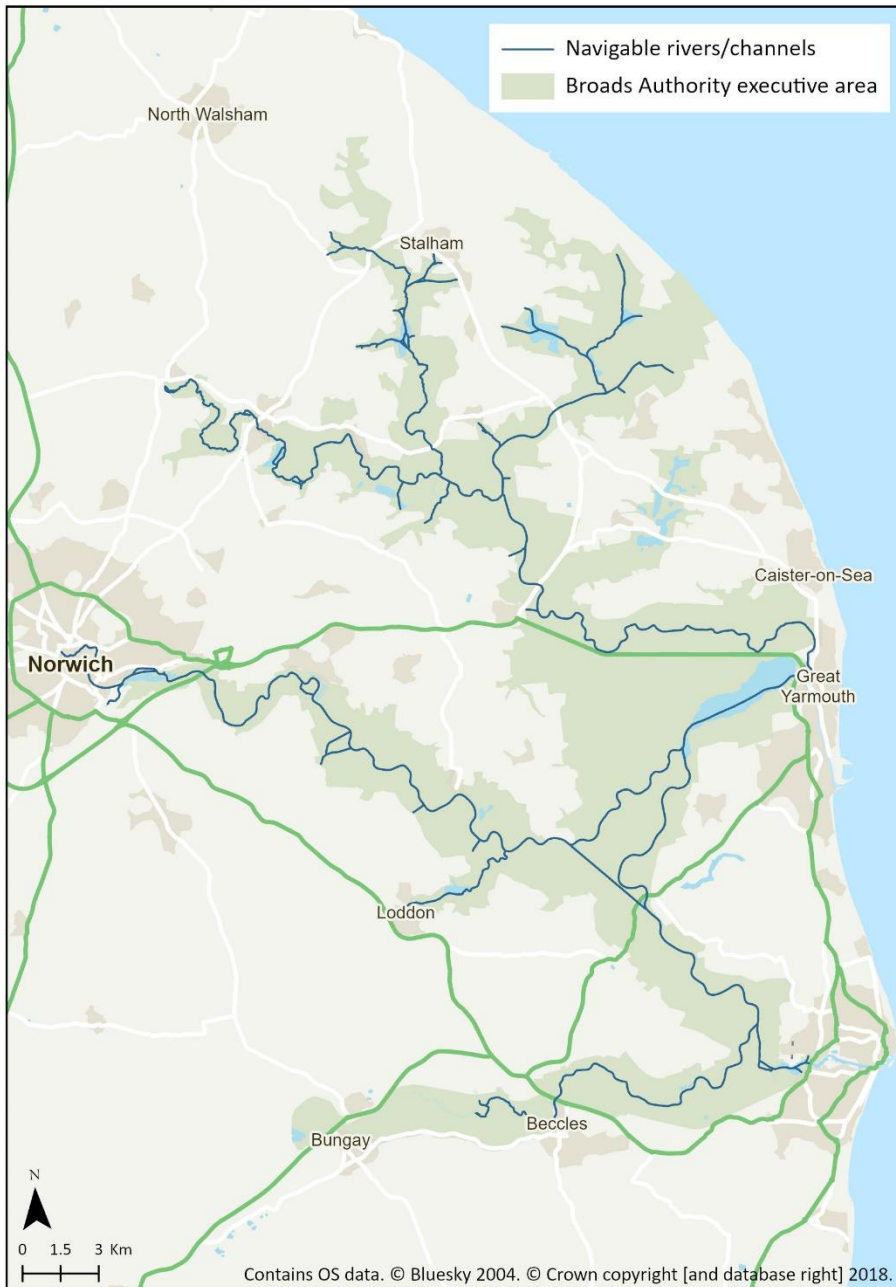 Navigable rivers/channels
Broads Authority executive area
North Walsham
Stalham
Caister-on-Sea
Norwich
Great
Yarmouth
Loddon
Beccles
Bungay
N
0 1.5 3 Km
Contains OS data. © Bluesky 2004. © Crown copyright [and database right] 2018.